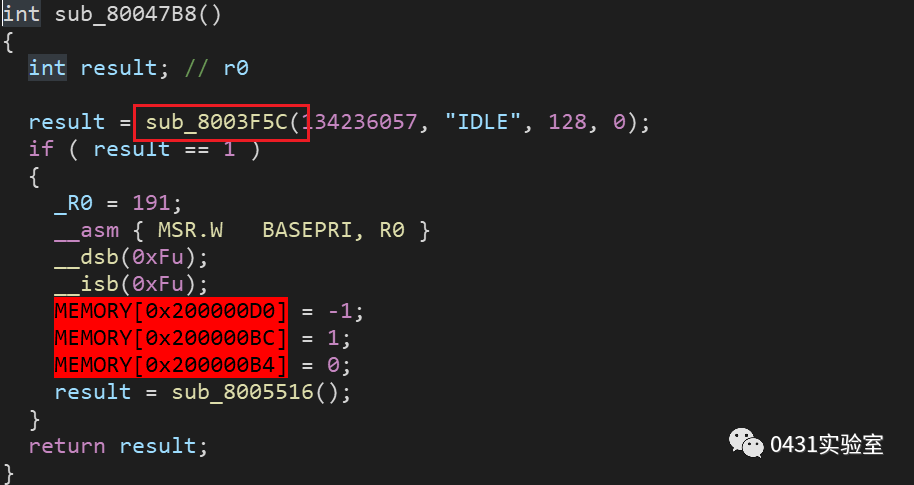 int sub_80047B8()
{
  int result; // r0

  result = sub_8003F5C(134236057, "IDLE", 128, 0);
  if ( result == 1 )
  {
    _R0 = 191;
    __asm { MSR.W   BASEPRI, R0 }
    __dsb(0xFu);
    __isb(0xFu);
    MEMORY[0x200000D0] = -1;
    MEMORY[0x200000BC] = 1;
    MEMORY[0x200000B4] = 0;
    result = sub_8005516();
  }
  return result;
}
0431实验室